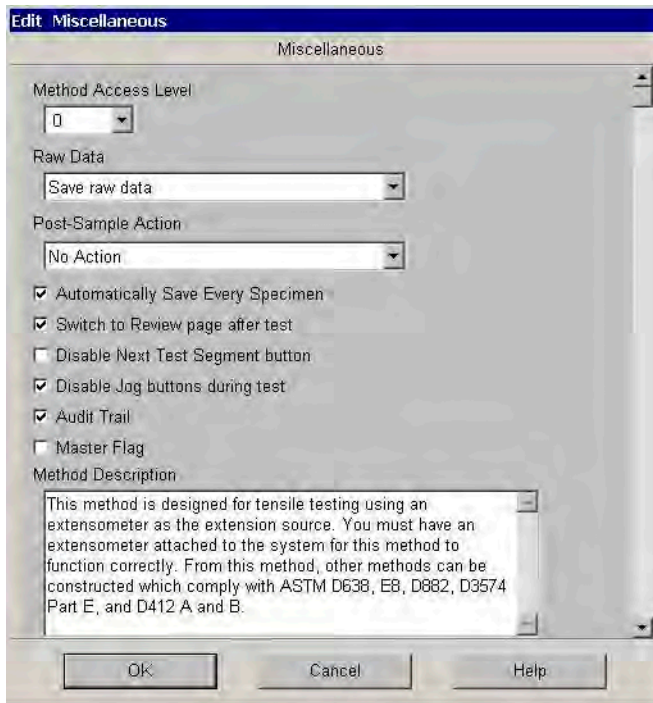 Edit Miscellaneous
Miscellaneous
Method Access Level
0
Raw Data
Save raw data
Post-Sample Action
No Action
Automatically Save Every Specimen
Switch to Review page after test
Disable Next Test Segment button
Disable Jog buttons during test
Audit Trail
Master Flag
Method Description
This method is designed for tensile testing using an
extensometer as the extension source. You must have an
extensometer attached to the system for this method to
function correctly. From this method, other methods can be
constructed which comply with ASTM D638, E8, D882, D3574
Part E, and D412 A and B.
OK Cancel Help